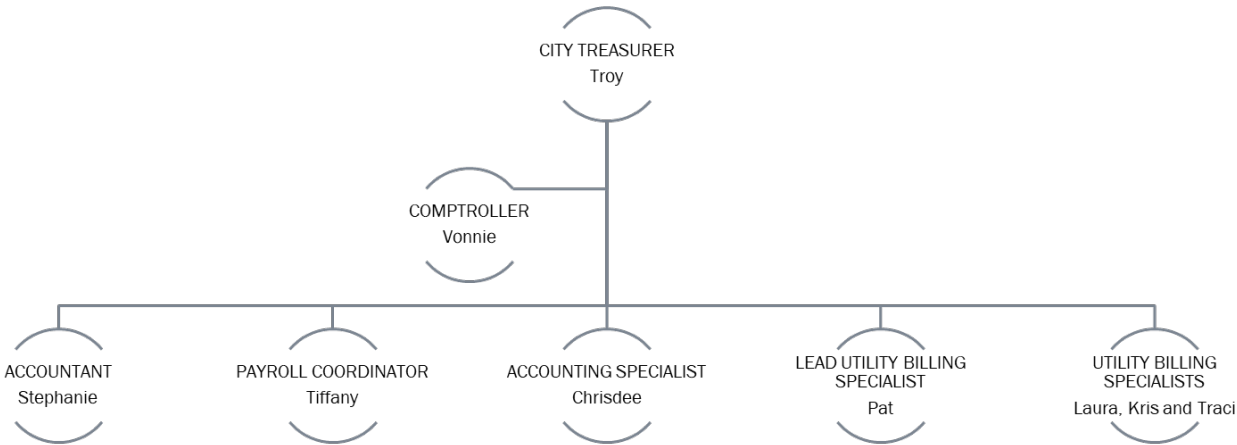 CITY TREASURER
Troy
COMPTROLLER
Vonnie
ACCOUNTANT
Stephanie
PAYROLL COORDINATOR
Tiffany
ACCOUNTING SPECIALIST
Chrisdee
LEAD UTILITY BILLING
SPECIALIST
Pat
UTILITY BILLING
SPECIALISTS
Laura, Kris and Traci